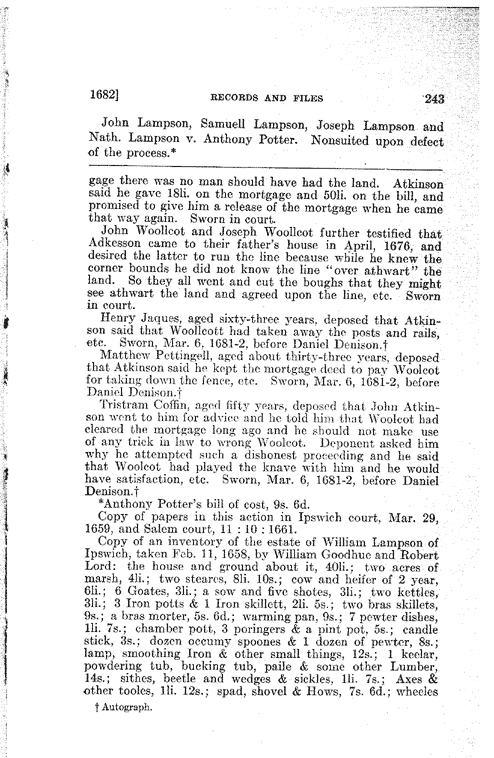 1682] RECORDS AND FILES 243
John Lampson, Samuell Lampson, Joseph Lampson and
Nath. Lampson v. Anthony Potter. Nonsuited upon defect
of the process.*
gage there was no man should have had the land. Atkinson
said he gave 18li. on the mortgage and 50li. on the bill, and
promised to give him a release of the mortgage when he came
that way again. Sworn in court.
John Woollcot and Joseph Woollcot further testified that
Adkesson came to their father's house in April, 1676, and
desired the latter to run the line because while he knew the
corner bounds he did not know the line "over athwart" the
land. So they all went and cut the boughs that they might
see athwart the land and agreed upon the line, etc. Sworn
in court.
Henry Jaques, aged sixty-three years, deposed that Atkin-
son said that Woollcott had taken away the posts and rails,
etc. Sworn, Mar. 6, 1681-2, before Daniel Denison.†
Matthew Pettingell, aged about thirty-three years, deposed
that Atkinson said he kept the mortgage deed to pay Woolcot
for taking down the fence, etc. Sworn, Mar. 6, 1681-2, before
Daniel Denison.†
Tristram Coffin, aged fifty years, deposed that John Atkin-
son went to him for advice and he told him that Woolcot had
cleared the mortgage long ago and he should not make use
of any trick in law to wrong Woolcot. Deponent asked him
why he attempted such a dishonest proceeding and he said
that Woolcot had played the knave with him and he would
have satisfaction, etc. Sworn, Mar. 6, 1681-2, before Daniel
Denison.†
*Anthony Potter's bill of cost, 9s. 6d.
Copy of papers in this action in Ipswich court, Mar. 29,
1659, and Salem court, 11 : 10 : 1661.
Copy of an inventory of the estate of William Lampson of
Ipswich, taken Feb. 11, 1658, by William Goodhue and Robert
Lord: the house and ground about it, 40li.; two acres of
marsh, 4li.; two steares, 8li. 10s.; cow and heifer of 2 year,
6li.; 6 Goates, 3li.; a sow and five shotes, 3li.; two kettles,
3li.; 3 Iron potts & 1 Iron skillett, 2li. 5s.; two bras skillets,
9s.; a bras morter, 5s. 6d.; warming pan, 9s.; 7 pewter dishes,
1li. 7s.; chamber pott, 3 poringers & a pint pot, 5s.; candle
stick, 3s.; dozen occumy spoones & 1 dozen of pewter, 8s.;
lamp, smoothing Iron & other small things, 12s.; 1 keelar,
powdering tub, bucking tub, paile & some other Lumber,
14s.; sithes, beetle and wedges & sickles, 1li. 7s.; Axes &
other tooles, 1li. 12s.; spad, shovel & Hows, 7s. 6d.; wheeles
† Autograph.